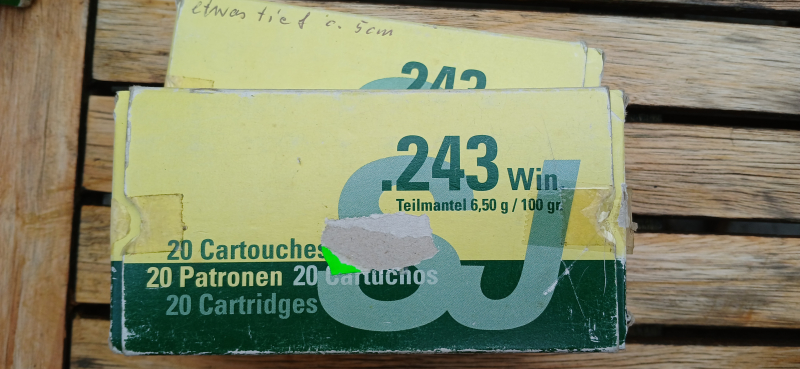 etwas tief c. 5cm
.243
.243 Win.
Teilmantel 6,50 g / 100 gr.
SJ
20 Cartouches
20 Patronen 20 Cartuchos
20 Cartridges